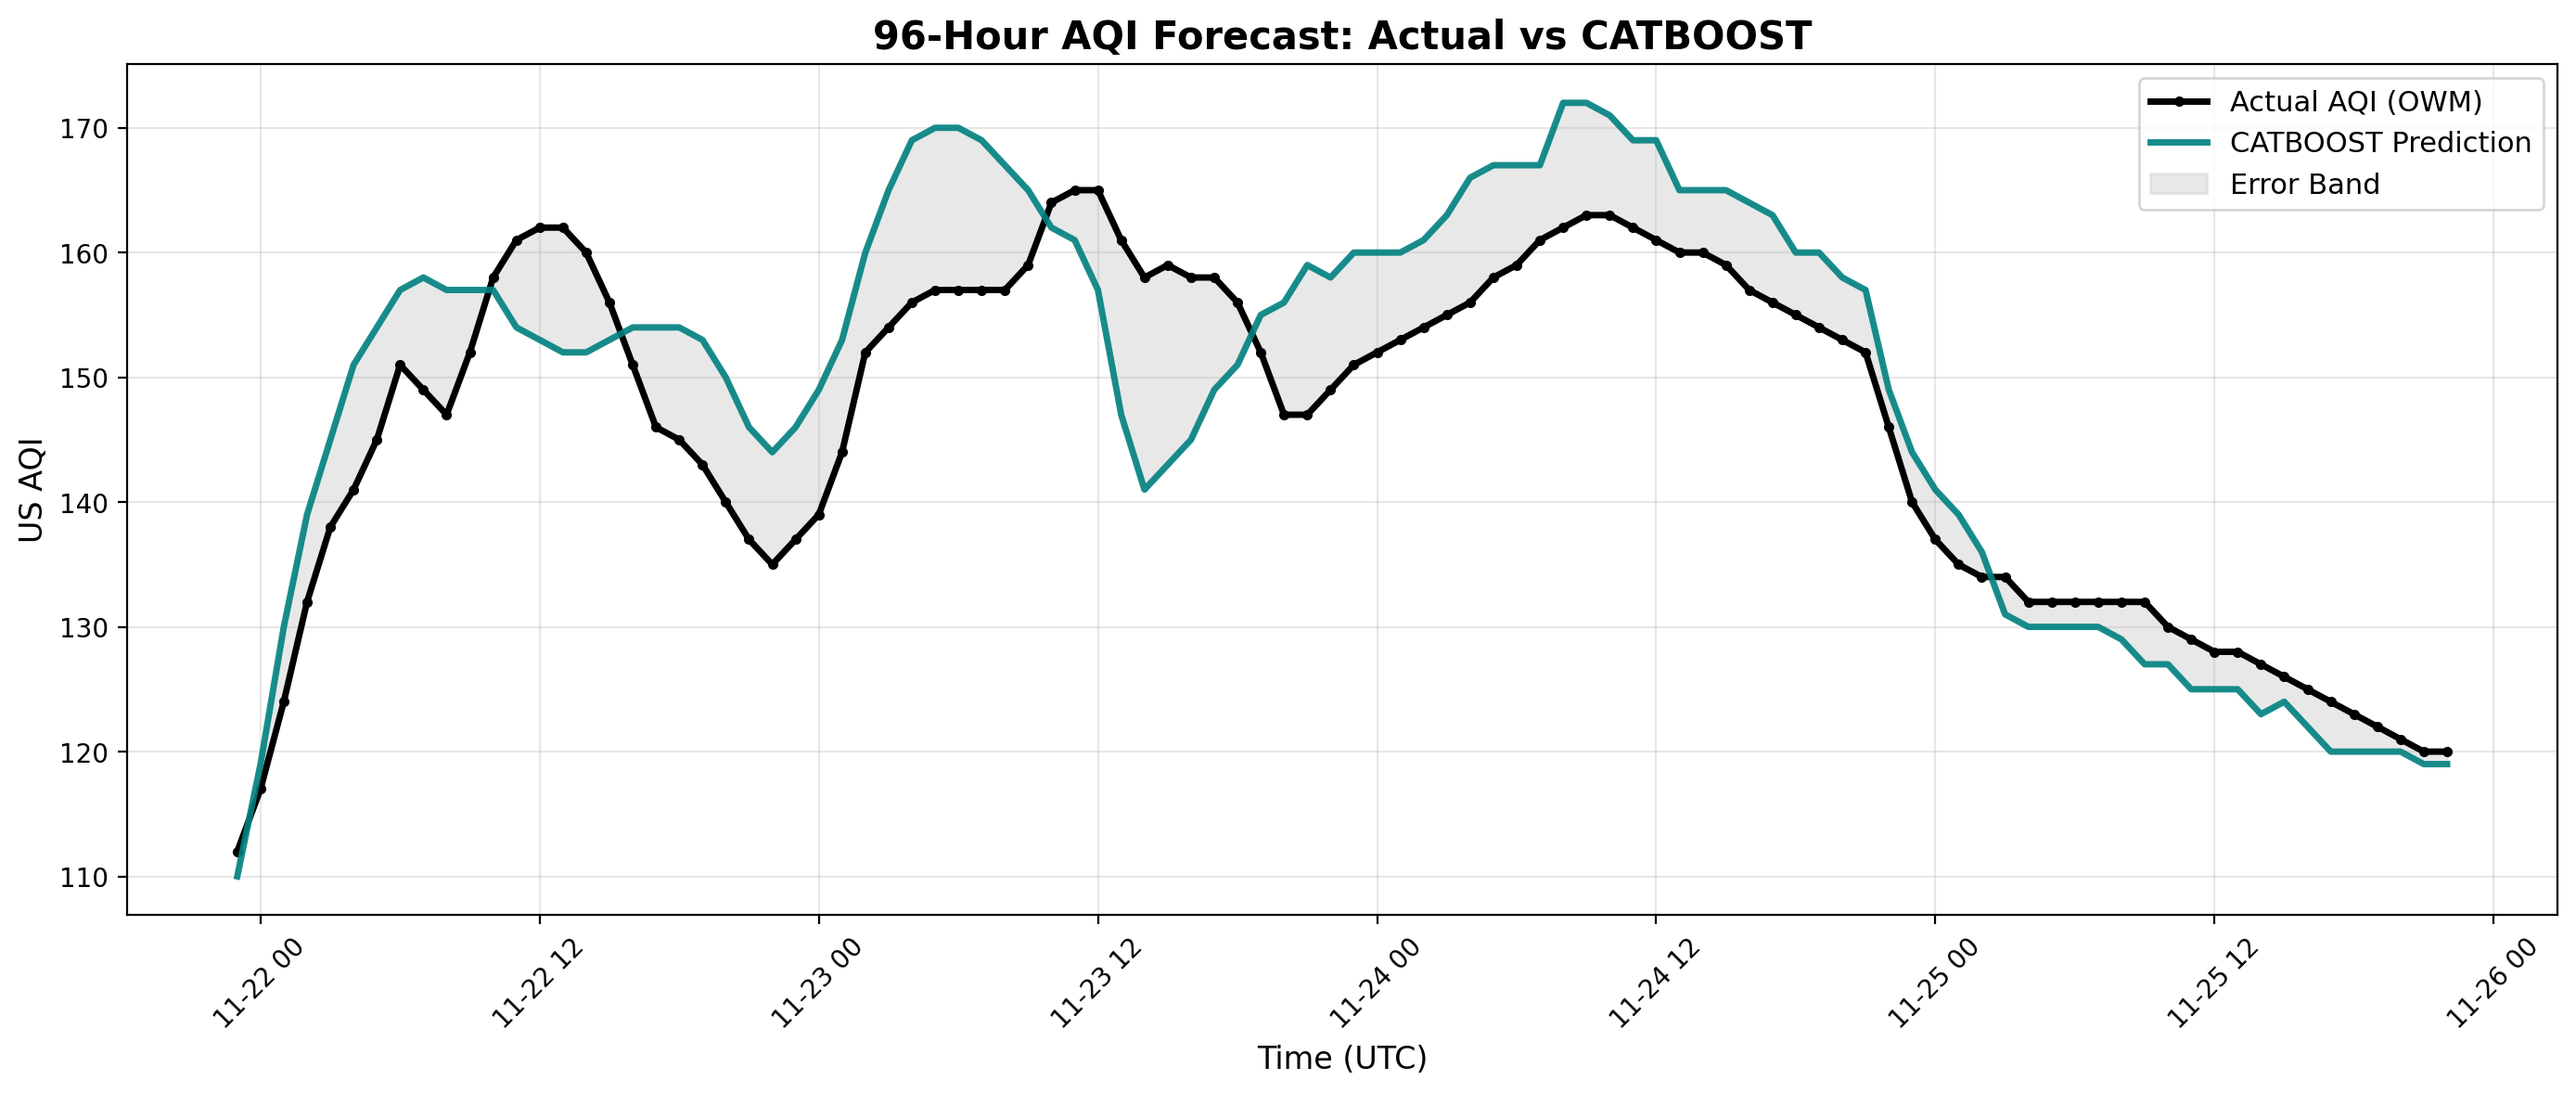 96-Hour AQI Forecast: Actual vs CATBOOST
Actual AQI (OWM)
CATBOOST Prediction
Error Band
US AQI
170
160
150
140
130
120
110
11-22 00
11-22 12
11-23 00
11-23 12
11-24 00
11-24 12
11-25 00
11-25 12
11-26 00
Time (UTC)